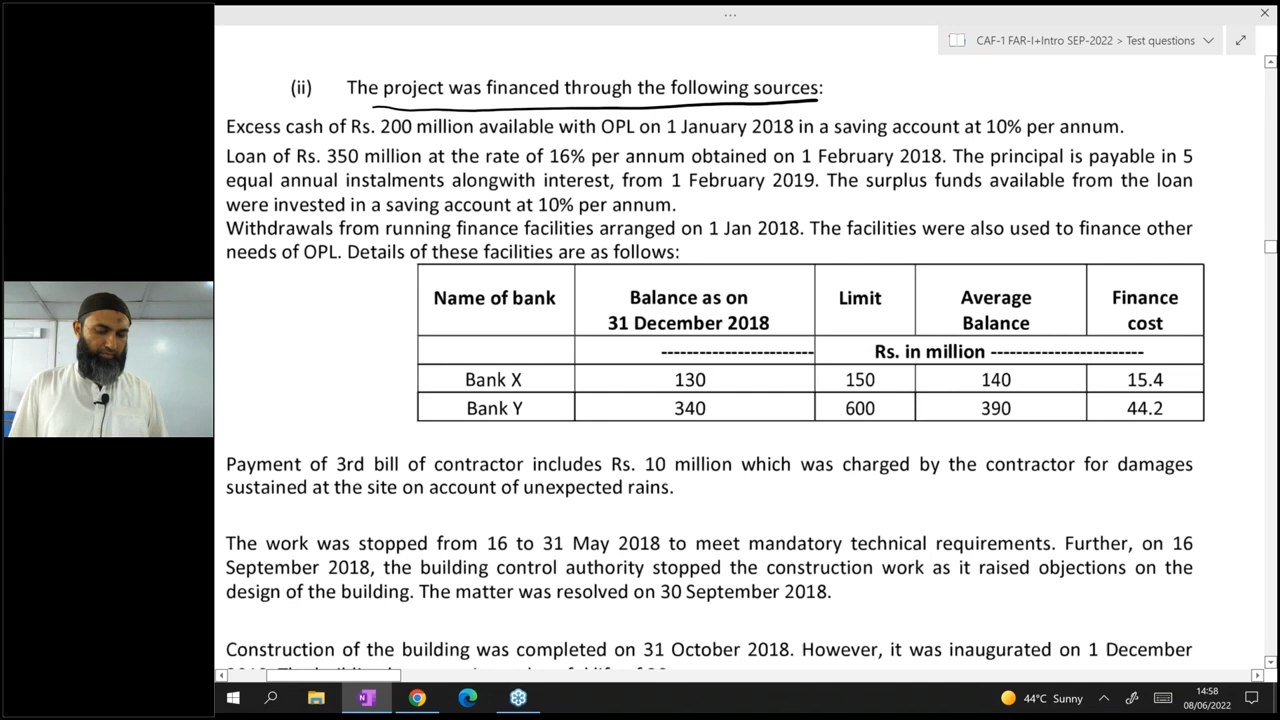 CAF-1 FAR-I+Intro SEP-2022 > Test questions
(ii) The project was financed through the following sources:
Excess cash of Rs. 200 million available with OPL on 1 January 2018 in a saving account at 10% per annum.
Loan of Rs. 350 million at the rate of 16% per annum obtained on 1 February 2018. The principal is payable in 5
equal annual instalments alongwith interest, from 1 February 2019. The surplus funds available from the loan
were invested in a saving account at 10% per annum.
Withdrawals from running finance facilities arranged on 1 Jan 2018. The facilities were also used to finance other
needs of OPL. Details of these facilities are as follows:
Name of bank Balance as on 31 December 2018 Limit Average Balance Finance cost
----------------------- Rs. in million -----------------------
Bank X 130 150 140 15.4
Bank Y 340 600 390 44.2
Payment of 3rd bill of contractor includes Rs. 10 million which was charged by the contractor for damages
sustained at the site on account of unexpected rains.
The work was stopped from 16 to 31 May 2018 to meet mandatory technical requirements. Further, on 16
September 2018, the building control authority stopped the construction work as it raised objections on the
design of the building. The matter was resolved on 30 September 2018.
Construction of the building was completed on 31 October 2018. However, it was inaugurated on 1 December
44°C Sunny
14:58
08/06/2022